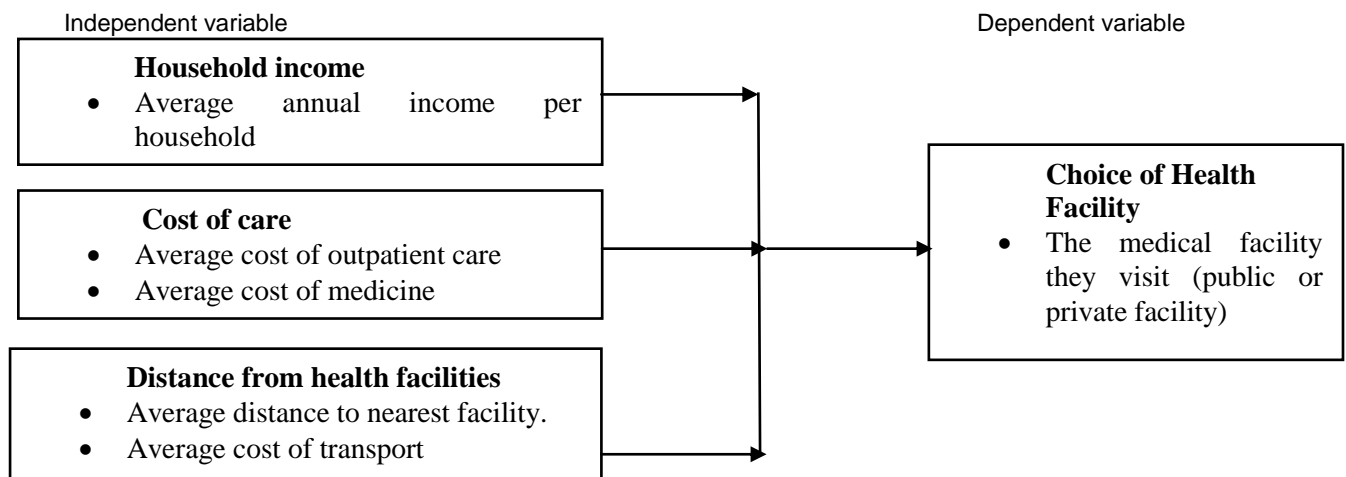 Independent variable
Dependent variable
Household income
• Average annual income per
household
Cost of care
• Average cost of outpatient care
• Average cost of medicine
Distance from health facilities
• Average distance to nearest facility.
• Average cost of transport
Choice of Health
Facility
• The medical facility
they visit (public or
private facility)